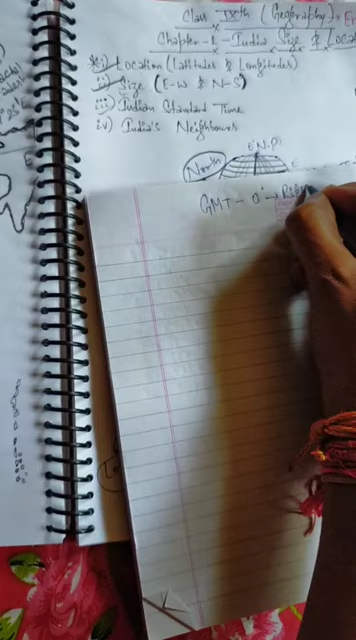 Class IXth (Geography)
Chapter-1 - India Size & Loca
i) Location (Latitudes & Longitudes)
ii) Size (E-W & N-S)
iii) Indian Standard Time
iv) India's Neighbours
North
GMT - 0° →